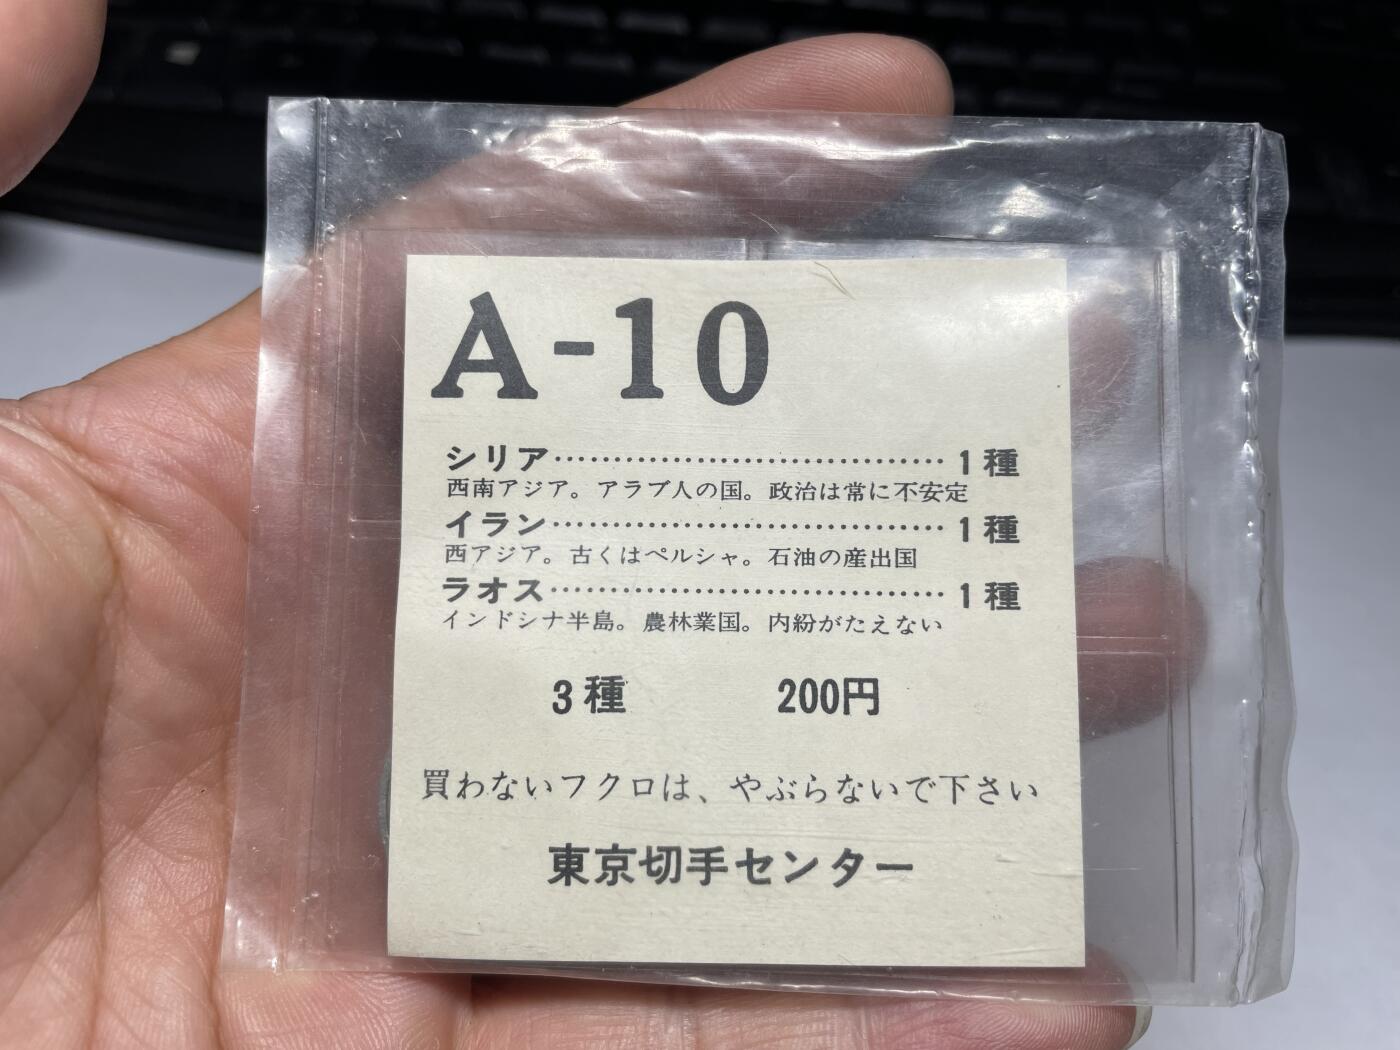 A-10
シリア……………………………1種
西南アジア。アラブ人の国。政治は常に不安定
イラン……………………………1種
西アジア。古くはペルシャ。石油の産出国
ラオス……………………………1種
インドシナ半島。農林業国。内紛がたえない
3種 200円
買わないフクロは、やぶらないで下さい
東京切手センター